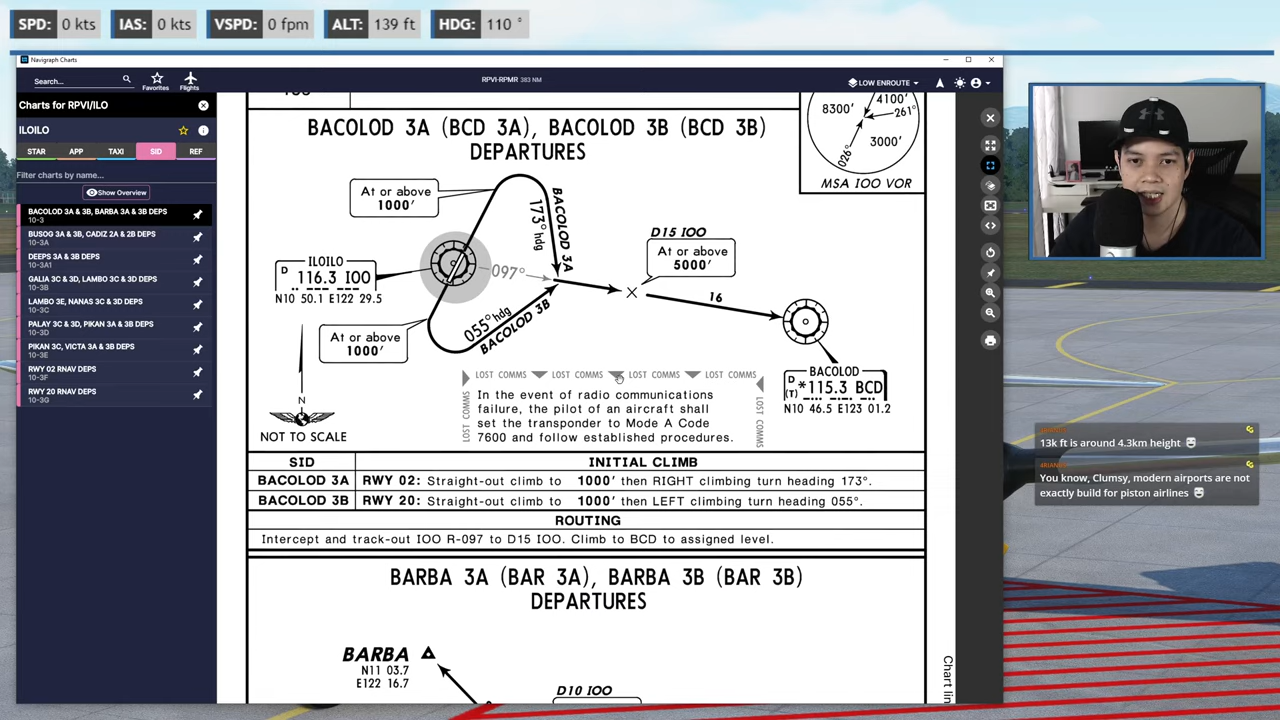 SPD: 0 kts IAS: 0 kts VSPD: 0 fpm ALT: 139 ft HDG: 110 °
Navigraph Charts
Search...
Favorites
Flights
RPVI-RPMR 383 NM
LOW ENROUTE
Charts for RPVI/ILO
ILOILO
STAR APP TAXI SID REF
Filter charts by name...
Show Overview
BACOLOD 3A & 3B, BARBA 3A & 3B DEPS
10-3
BUSOG 3A & 3B, CADIZ 2A & 2B DEPS
10-3A
DEEPS 3A & 3B DEPS
10-3A1
GALIA 3C & 3D, LAMBO 3C & 3D DEPS
10-3B
LAMBO 3E, NANAS 3C & 3D DEPS
10-3C
PALAY 3C & 3D, PIKAN 3A & 3B DEPS
10-3D
PIKAN 3C, VICTA 3A & 3B DEPS
10-3E
RWY 02 RNAV DEPS
10-3F
RWY 20 RNAV DEPS
10-3G
BACOLOD 3A (BCD 3A), BACOLOD 3B (BCD 3B)
DEPARTURES
8300'
4100'
261°
3000'
026°
MSA IOO VOR
At or above
1000'
173° hdg
BACOLOD 3A
D15 IOO
At or above
5000'
ILOILO
D 116.3 IOO
N10 50.1 E122 29.5
097°
16
055° hdg
BACOLOD 3B
At or above
1000'
BACOLOD
D
(T) *115.3 BCD
N10 46.5 E123 01.2
N
NOT TO SCALE
LOST COMMS LOST COMMS LOST COMMS LOST COMMS
LOST COMMS
LOST COMMS
In the event of radio communications
failure, the pilot of an aircraft shall
set the transponder to Mode A Code
7600 and follow established procedures.
SID INITIAL CLIMB
BACOLOD 3A RWY 02: Straight-out climb to 1000' then RIGHT climbing turn heading 173°.
BACOLOD 3B RWY 20: Straight-out climb to 1000' then LEFT climbing turn heading 055°.
ROUTING
Intercept and track-out IOO R-097 to D15 IOO. Climb to BCD to assigned level.
BARBA 3A (BAR 3A), BARBA 3B (BAR 3B)
DEPARTURES
BARBA
N11 03.7
E122 16.7
D10 IOO
Chart lin
13k ft is around 4.3km height
You know, Clumsy, modern airports are not
exactly build for piston airlines